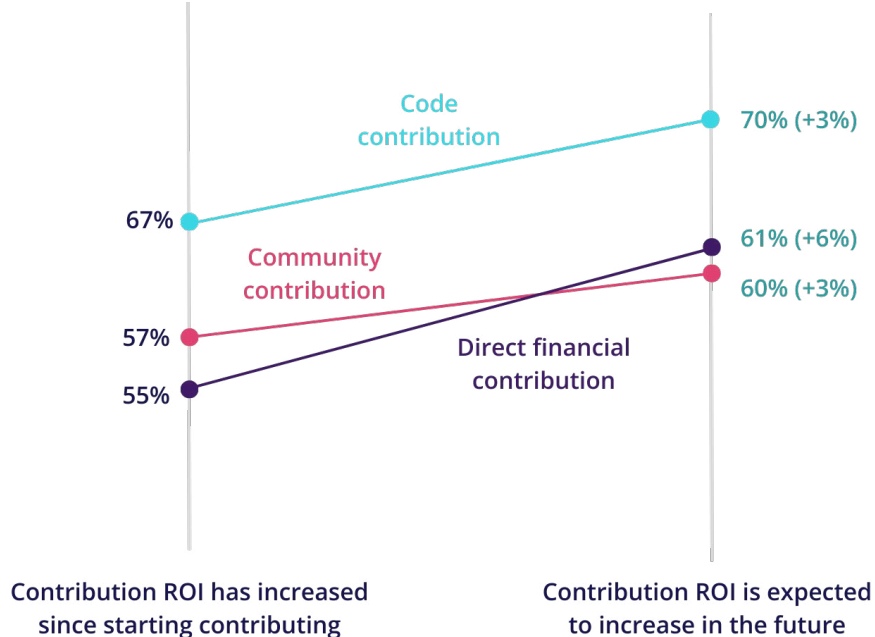 Code
contribution
70% (+3%)
67%
61% (+6%)
Community
contribution
60% (+3%)
57%
Direct financial
contribution
55%
Contribution ROI has increased
since starting contributing
Contribution ROI is expected
to increase in the future